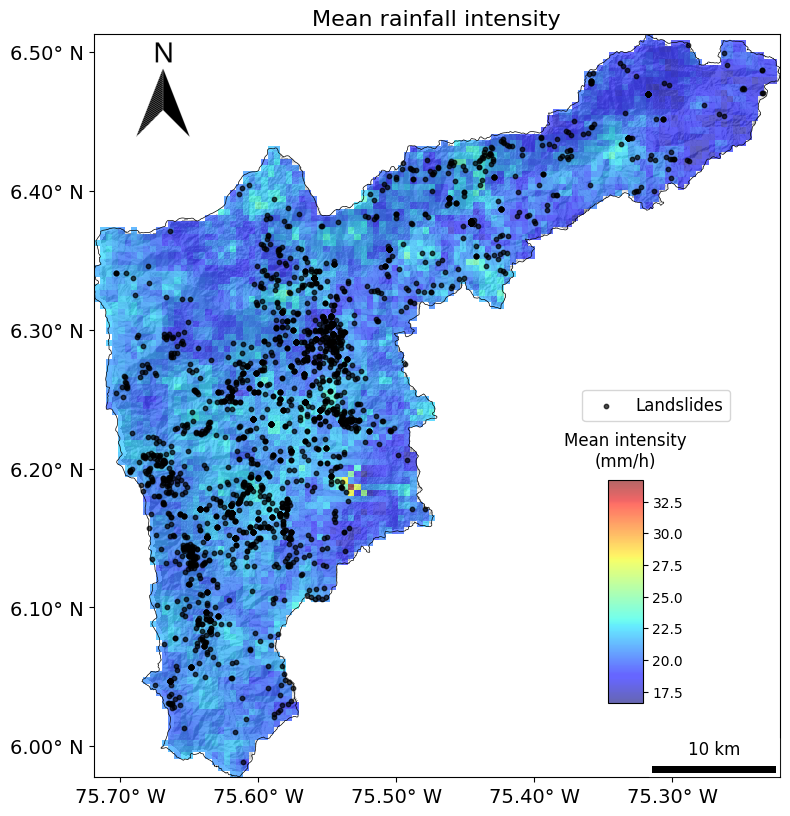 Mean rainfall intensity
N
6.50° N
6.40° N
6.30° N
6.20° N
6.10° N
6.00° N
Landslides
Mean intensity
(mm/h)
32.5
30.0
27.5
25.0
22.5
20.0
17.5
10 km
75.70° W 75.60° W 75.50° W 75.40° W 75.30° W